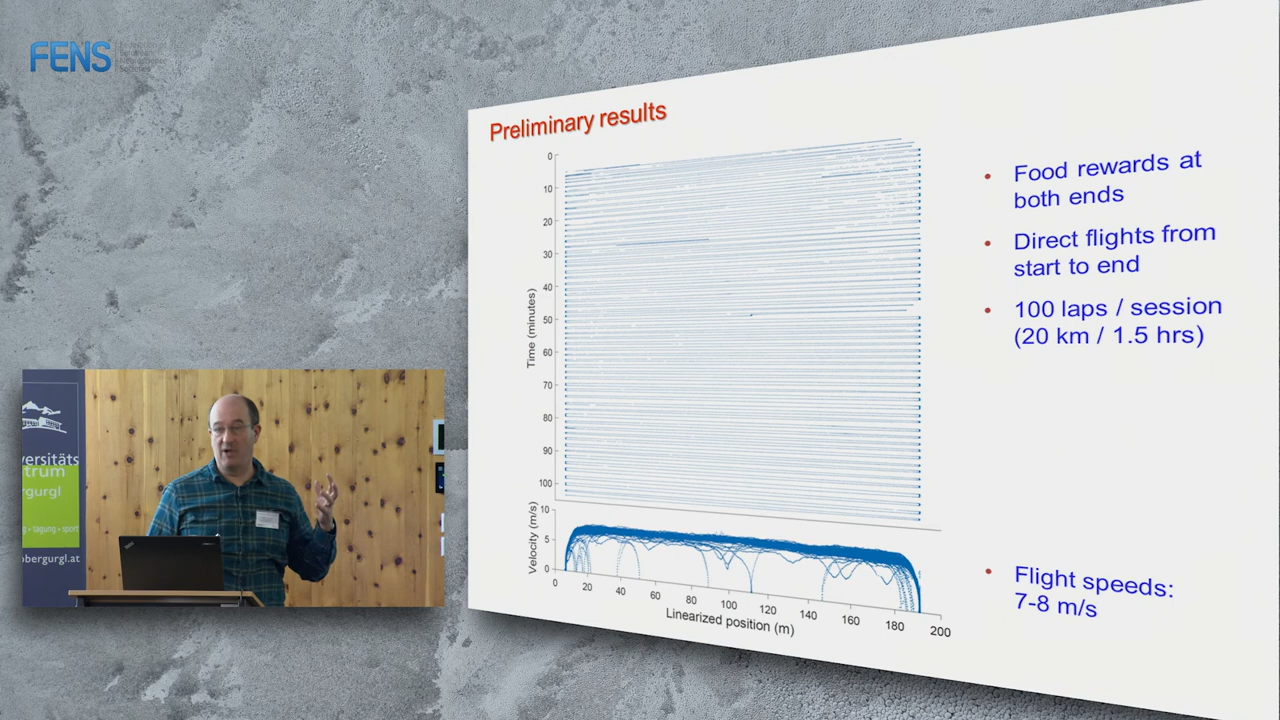 FENS
Preliminary results
0
10
20
30
40
50
60
70
80
90
100
Time (minutes)
10
5
0
Velocity (m/s)
0
20
40
60
80
100
120
140
160
180
200
Linearized position (m)
• Food rewards at
both ends
• Direct flights from
start to end
• 100 laps / session
(20 km / 1.5 hrs)
• Flight speeds:
7-8 m/s
versitäts
trum
ergurgl
g • tagung • sport
obergurgl.at